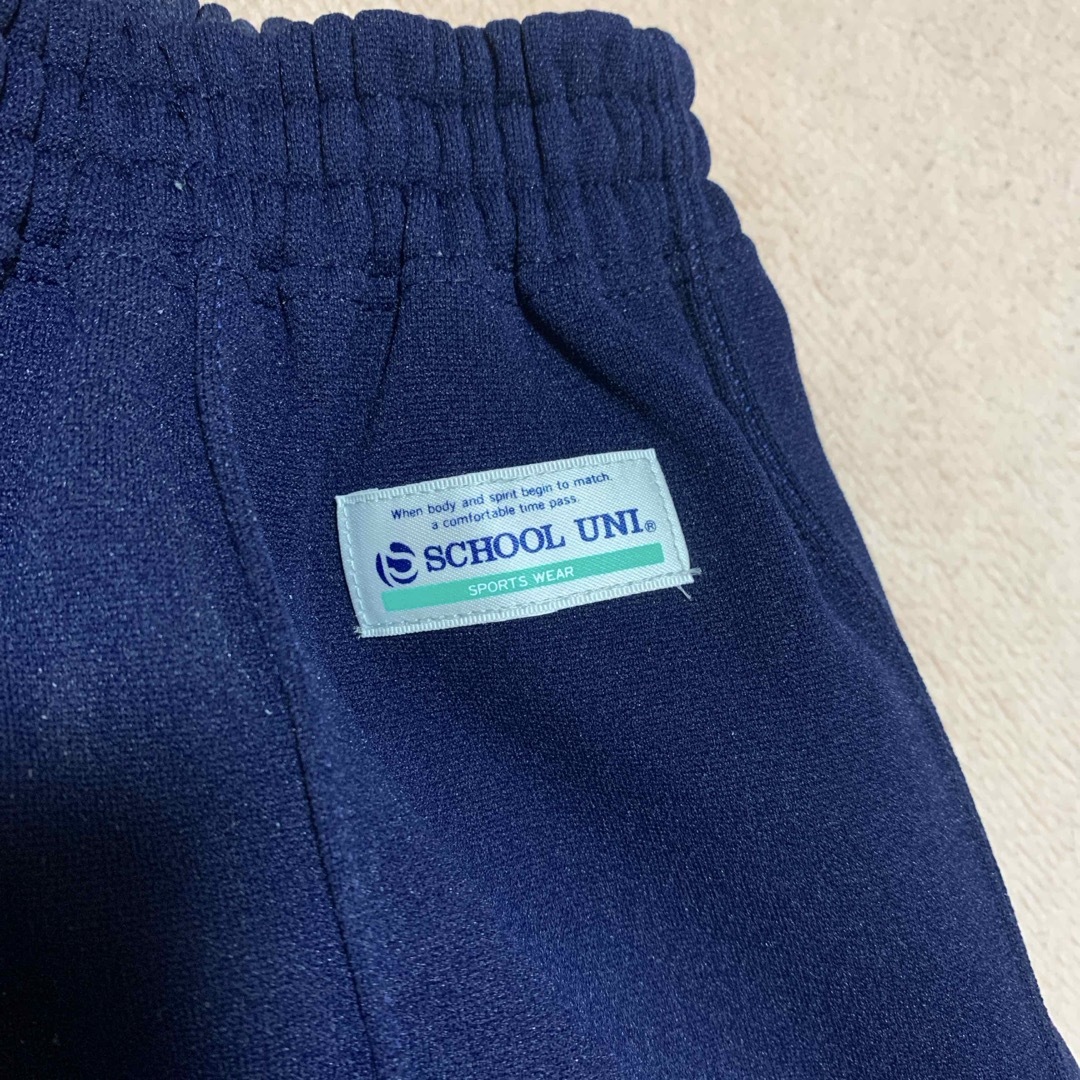 When body and spirit begin to match.
a comfortable time pass.
S SCHOOL UNI®
SPORTS WEAR